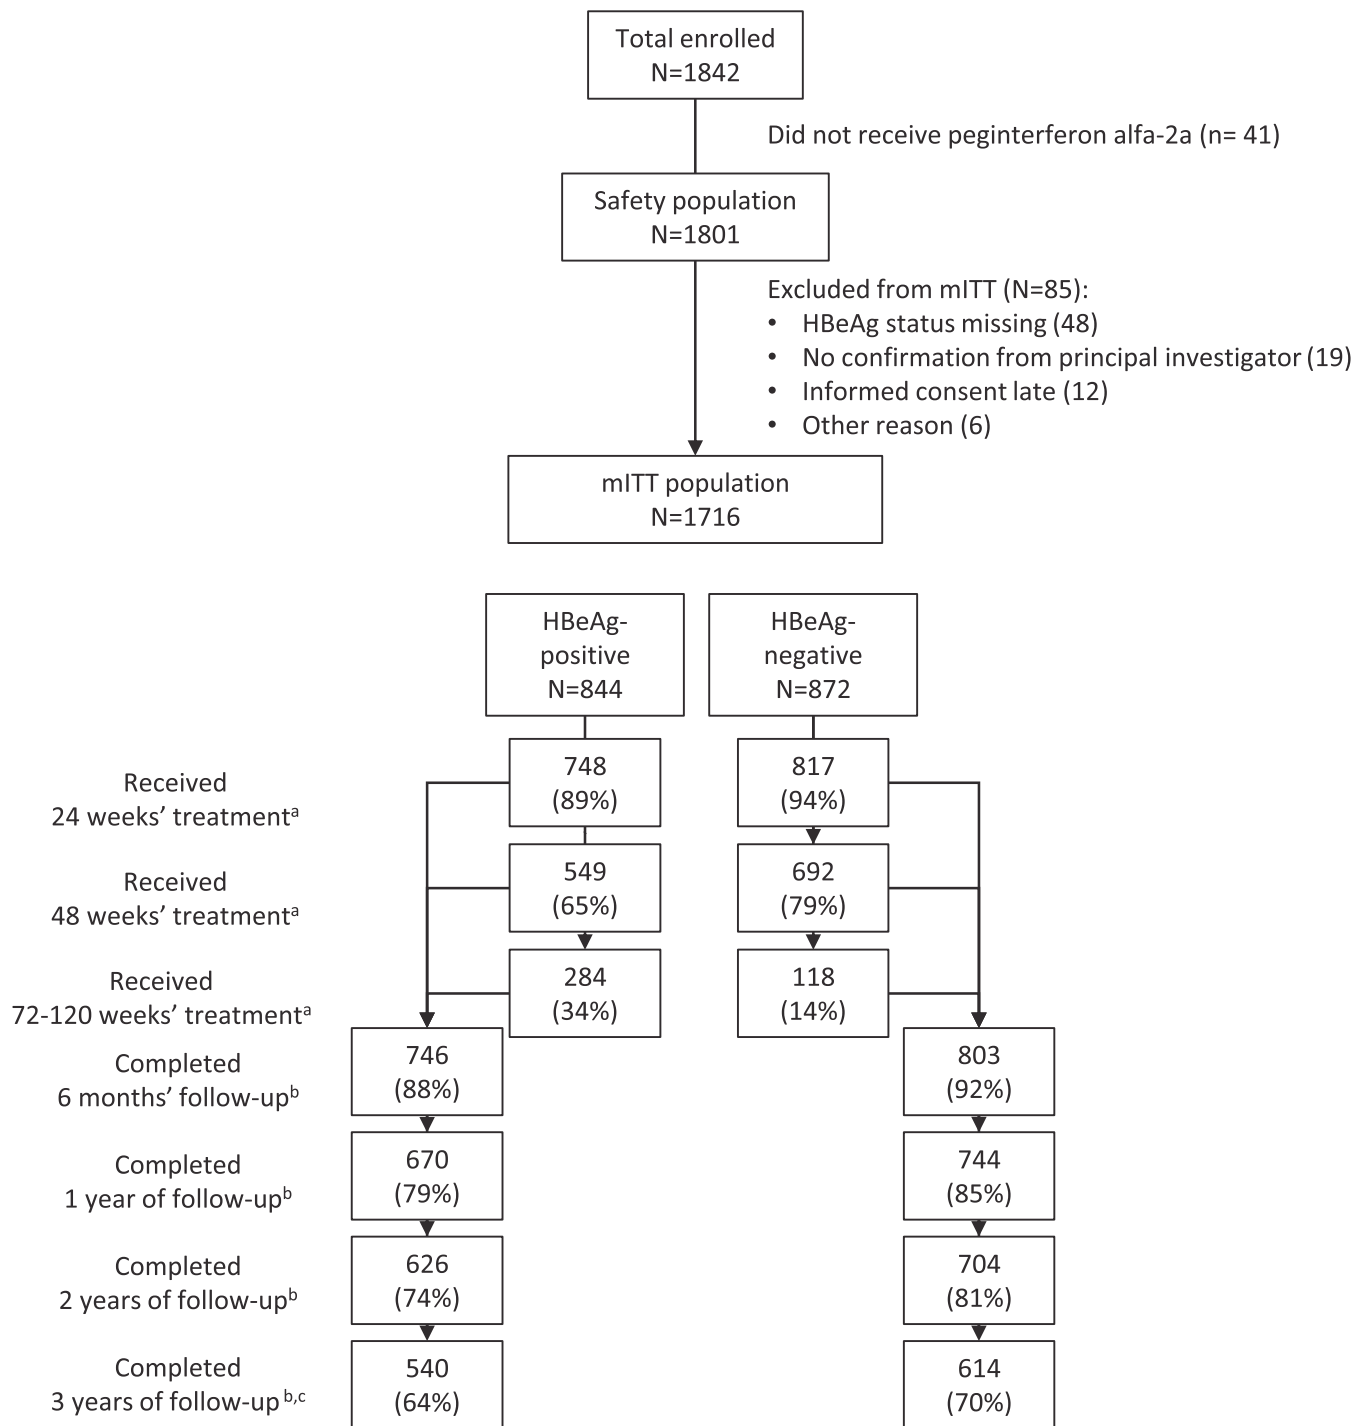 Total enrolled
N=1842
Did not receive peginterferon alfa-2a (n= 41)
Safety population
N=1801
Excluded from mITT (N=85):
• HBeAg status missing (48)
• No confirmation from principal investigator (19)
• Informed consent late (12)
• Other reason (6)
mITT population
N=1716
HBeAg-
positive
N=844
HBeAg-
negative
N=872
Received
24 weeks’ treatmentᵃ
748
(89%)
817
(94%)
Received
48 weeks’ treatmentᵃ
549
(65%)
692
(79%)
Received
72-120 weeks’ treatmentᵃ
284
(34%)
118
(14%)
Completed
6 months’ follow-upᵇ
746
(88%)
803
(92%)
Completed
1 year of follow-upᵇ
670
(79%)
744
(85%)
Completed
2 years of follow-upᵇ
626
(74%)
704
(81%)
Completed
3 years of follow-up ᵇ,ᶜ
540
(64%)
614
(70%)